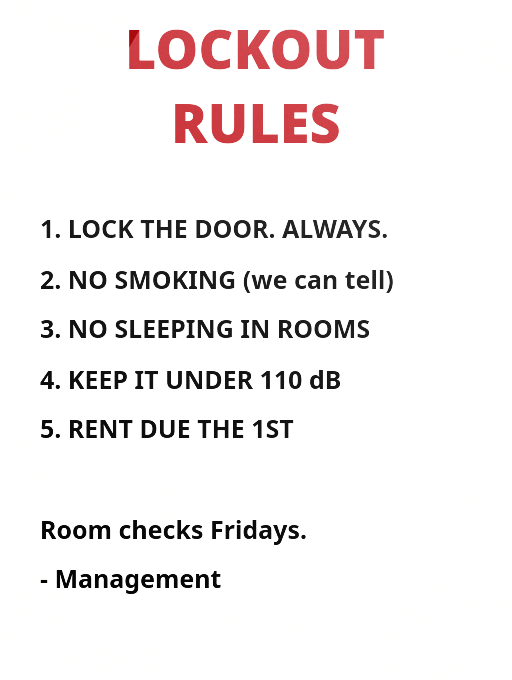 LOCKOUT
RULES
1. LOCK THE DOOR. ALWAYS.
2. NO SMOKING (we can tell)
3. NO SLEEPING IN ROOMS
4. KEEP IT UNDER 110 dB
5. RENT DUE THE 1ST
Room checks Fridays.
- Management